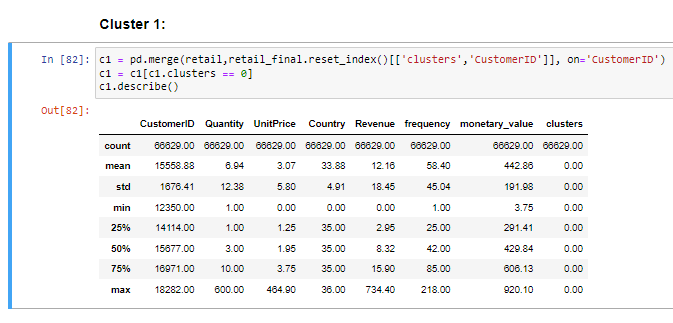 Cluster 1:
In [82]: c1 = pd.merge(retail,retail_final.reset_index()[['clusters','CustomerID']], on='CustomerID')
c1 = c1[c1.clusters == 0]
c1.describe()
Out[82]:
CustomerID Quantity UnitPrice Country Revenue frequency monetary_value clusters
count 66629.00 66629.00 66629.00 66629.00 66629.00 66629.00 66629.00 66629.00
mean 15558.88 6.94 3.07 33.88 12.16 58.40 442.86 0.00
std 1676.41 12.38 5.80 4.91 18.45 45.04 191.98 0.00
min 12350.00 1.00 0.00 0.00 0.00 1.00 3.75 0.00
25% 14114.00 1.00 1.25 35.00 2.95 25.00 291.41 0.00
50% 15677.00 3.00 1.95 35.00 8.32 42.00 429.84 0.00
75% 16971.00 10.00 3.75 35.00 15.90 85.00 606.13 0.00
max 18282.00 600.00 464.90 36.00 734.40 218.00 920.10 0.00